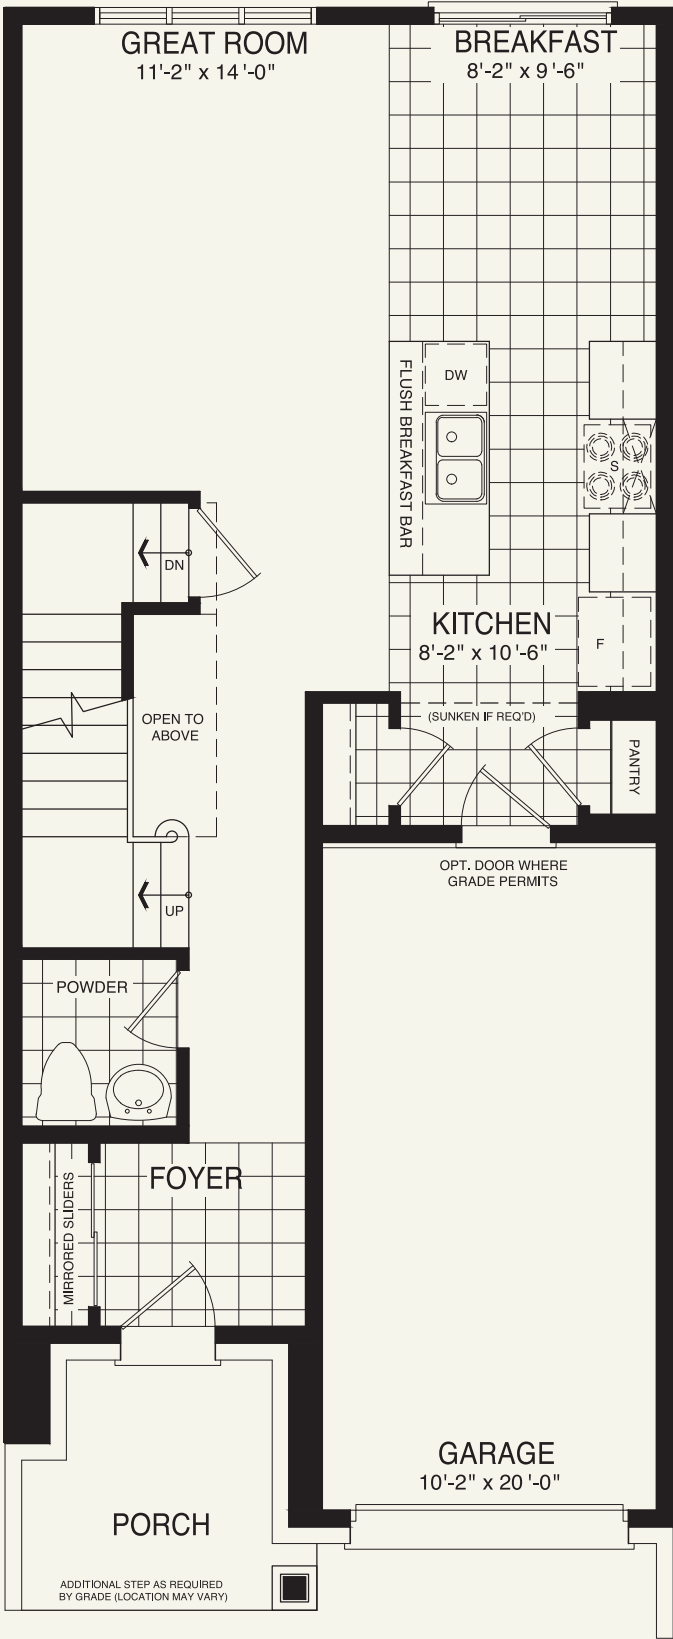 GREAT ROOM
11'-2" x 14'-0"
BREAKFAST
8'-2" x 9'-6"
DW
FLUSH BREAKFAST BAR
S
DN
KITCHEN
8'-2" x 10'-6"
F
OPEN TO
ABOVE
(SUNKEN IF REQ'D)
PANTRY
OPT. DOOR WHERE
GRADE PERMITS
UP
POWDER
FOYER
MIRRORED SLIDERS
GARAGE
10'-2" x 20'-0"
PORCH
ADDITIONAL STEP AS REQUIRED
BY GRADE (LOCATION MAY VARY)